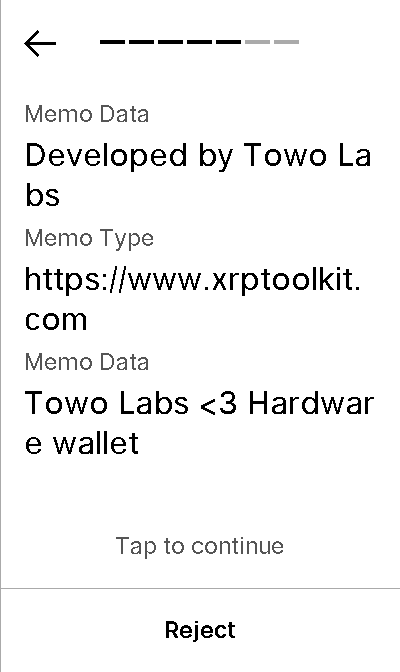 Memo Data
Developed by Towo La
bs
Memo Type
https://www.xrptoolkit.
com
Memo Data
Towo Labs <3 Hardwar
e wallet
Tap to continue
Reject